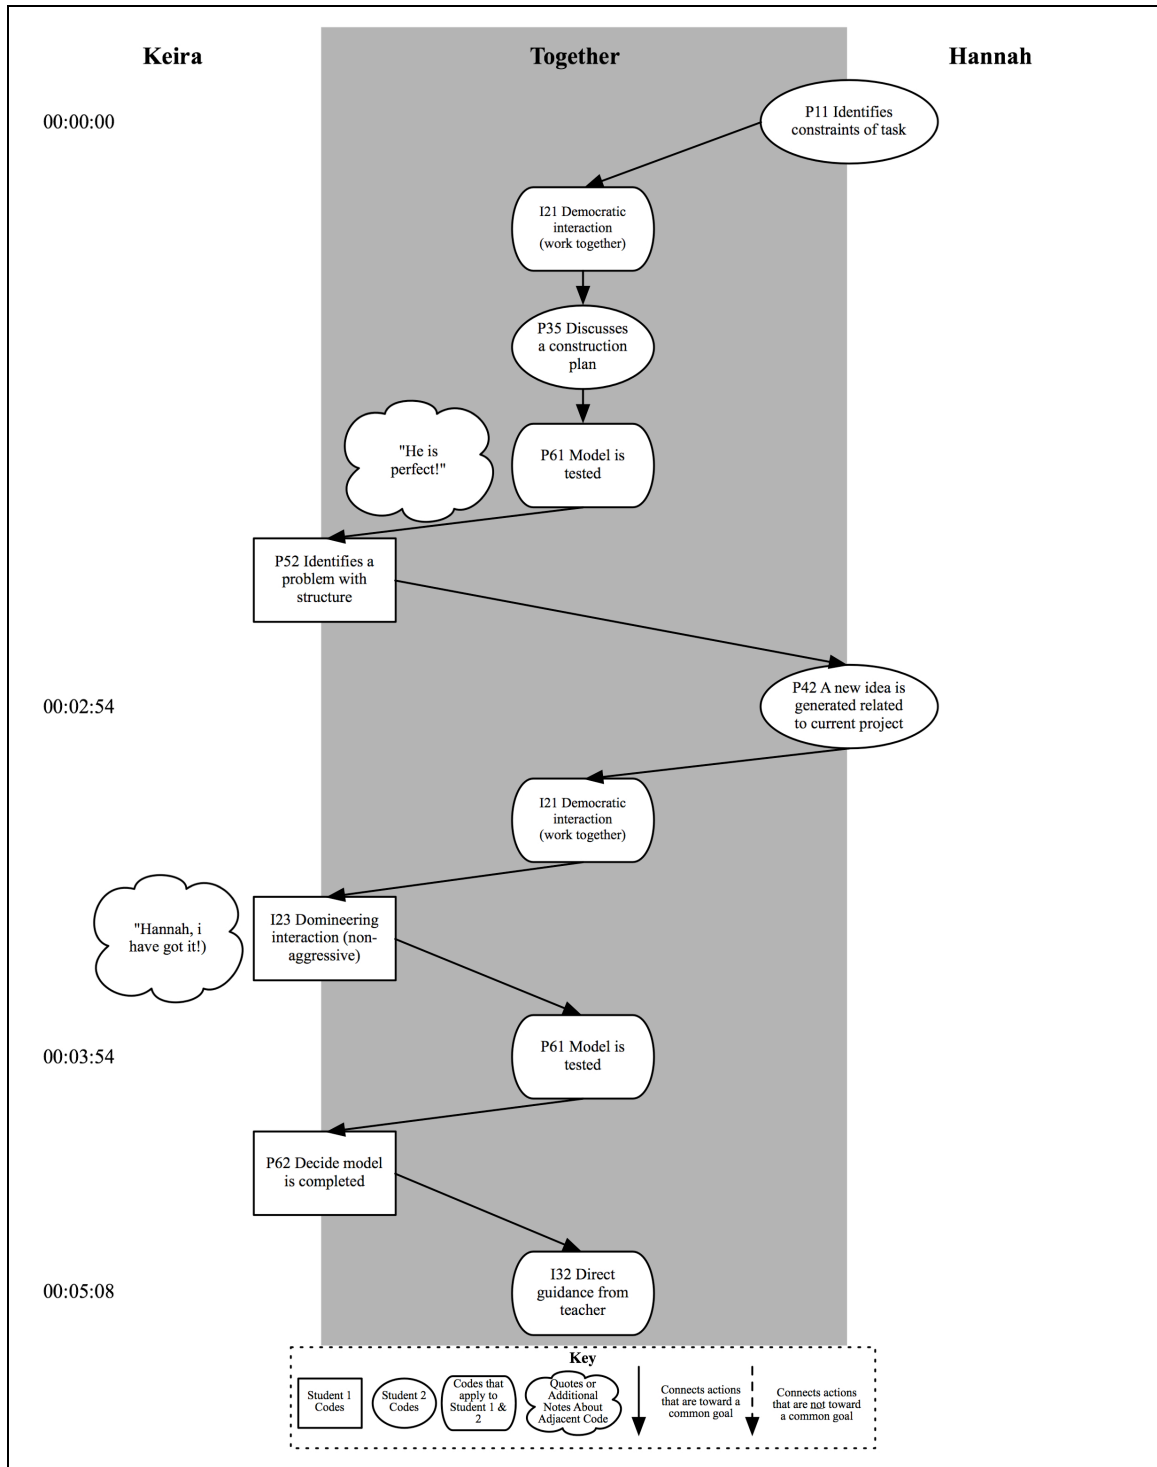 Keira
Together
Hannah
00:00:00
P11 Identifies
constraints of task
I21 Democratic
interaction
(work together)
P35 Discusses
a construction
plan
"He is
perfect!"
P61 Model is
tested
P52 Identifies a
problem with
structure
00:02:54
P42 A new idea is
generated related
to current project
I21 Democratic
interaction
(work together)
"Hannah, i
have got it!)
I23 Domineering
interaction (non-
aggressive)
00:03:54
P61 Model is
tested
P62 Decide model
is completed
00:05:08
I32 Direct
guidance from
teacher
Key
Student 1
Codes
Student 2
Codes
Codes that
apply to
Student 1 &
2
Quotes or
Additional
Notes About
Adjacent Code
Connects actions
that are toward a
common goal
Connects actions
that are not toward
a common goal